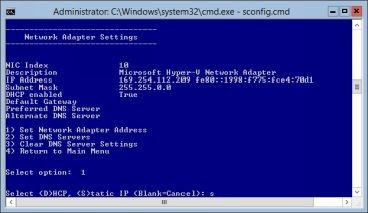 Administrator: C:\Windows\system32\cmd.exe - sconfig.cmd
Network Adapter Settings
NIC Index 10
Description Microsoft Hyper-V Network Adapter
IP Address 169.254.112.209 fe80::1998:f775:fce4:70d1
Subnet Mask 255.255.0.0
DHCP enabled True
Default Gateway
Preferred DNS Server
Alternate DNS Server
1) Set Network Adapter Address
2) Set DNS Servers
3) Clear DNS Server Settings
4) Return to Main Menu
Select option: 1
Select (D)HCP, (S)tatic IP (Blank=Cancel): s